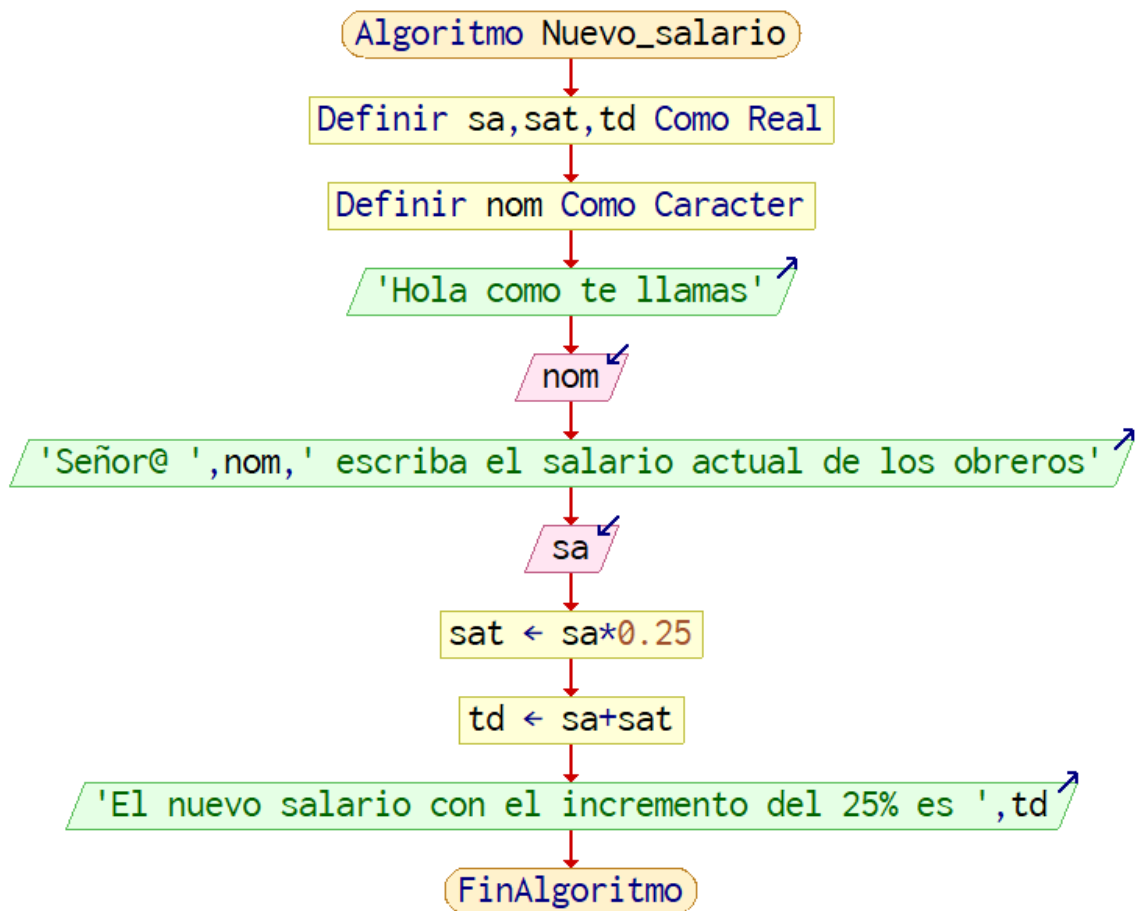 Algoritmo Nuevo_salario
Definir sa,sat,td Como Real
Definir nom Como Caracter
'Hola como te llamas'
nom
'Señor@ ',nom,' escriba el salario actual de los obreros'
sa
sat ← sa*0.25
td ← sa+sat
'El nuevo salario con el incremento del 25% es ',td
FinAlgoritmo